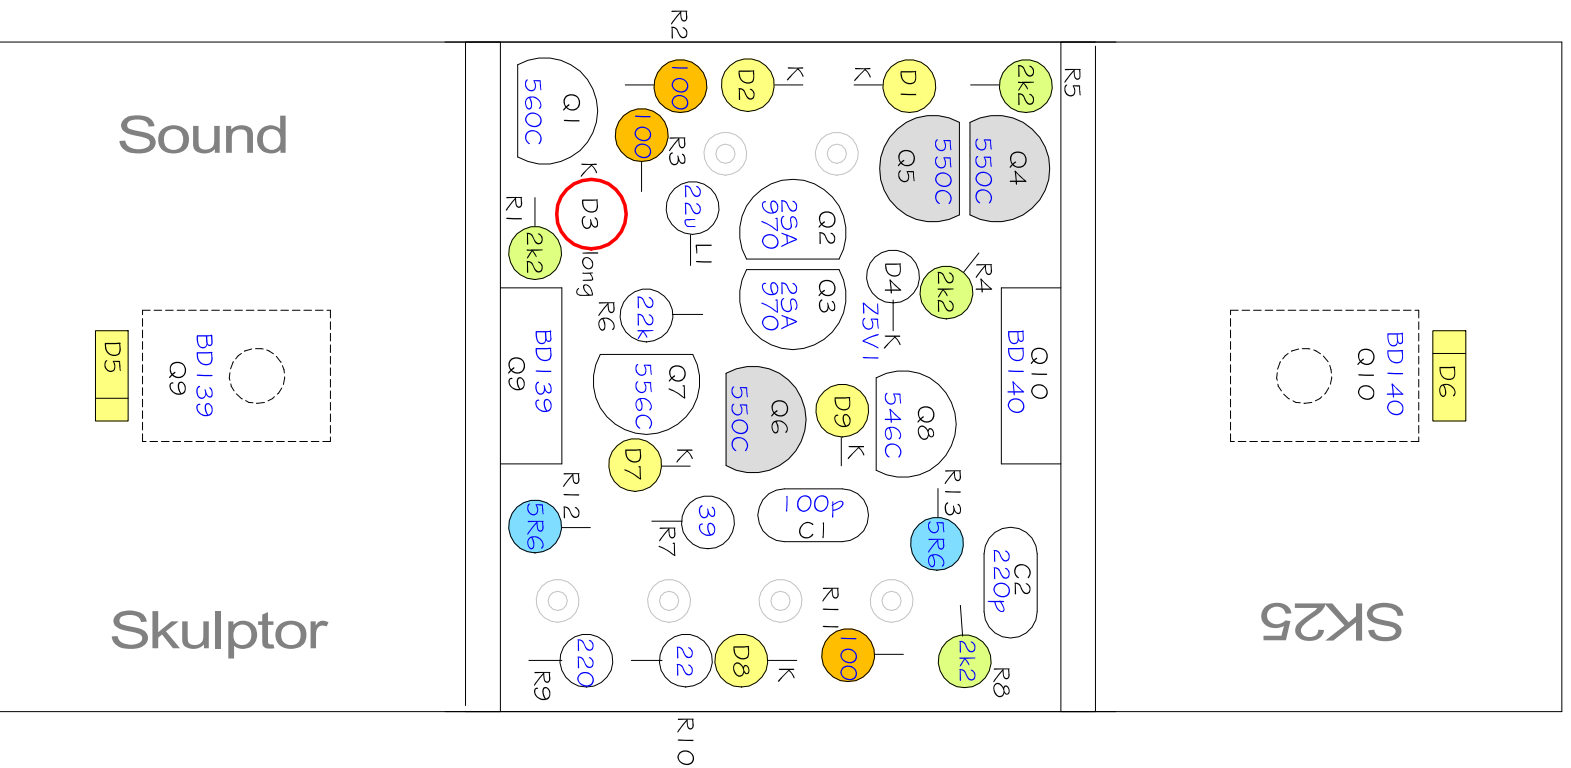 R2
Sound
Skulptor
SK25
Q1
560C
100
R3
100
D2
K
K
D1
2k2
R5
Q5
550C
550C
Q4
K
D3
long
R1
2k2
22u
L1
2SA
970
Q2
2SA
970
Q3
D4
K
Z5V1
2k2
R4
R6
22k
BD139
Q9
Q10
BD140
D5
BD139
Q9
BD140
Q10
D6
Q7
556C
Q6
550C
D9
K
Q8
546C
D7
K
R12
5R6
R7
39
100p
C1
R13
5R6
C2
220p
R9
220
22
R10
D8
K
R11
100
2k2
R8